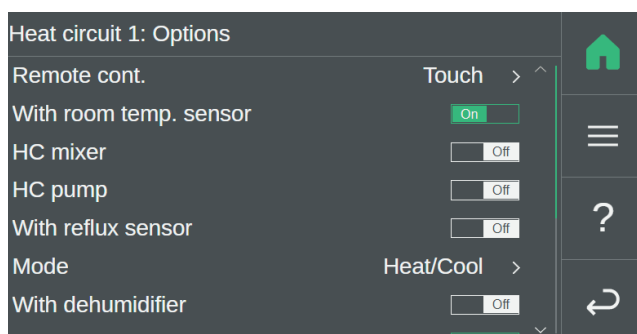 Heat circuit 1: Options
Remote cont. Touch >
With room temp. sensor On
HC mixer Off
HC pump Off
With reflux sensor Off
Mode Heat/Cool >
With dehumidifier Off
?